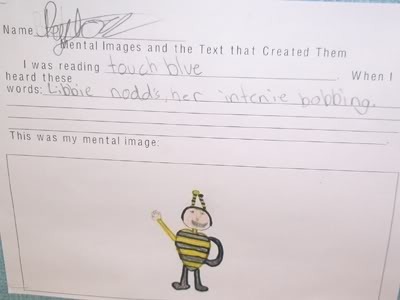 Name
Mental Images and the Text that Created Them
I was reading touch blue. When I
heard these
words: Libbie nodds, her intenie bobbing.
This was my mental image: